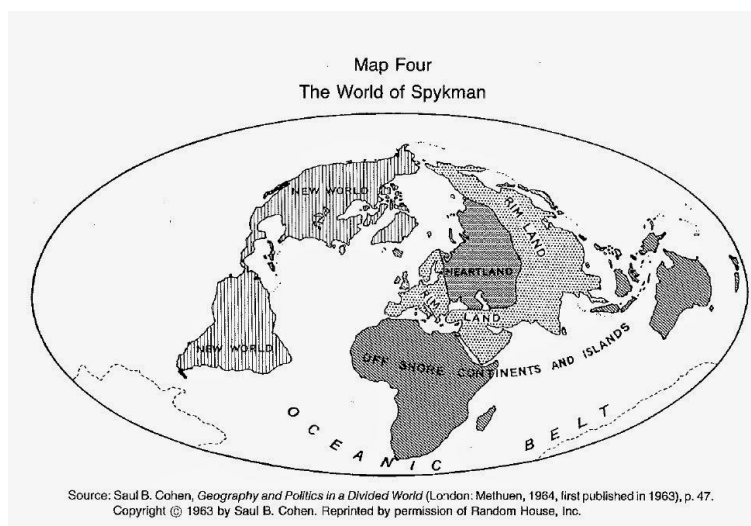 Map Four
The World of Spykman
NEW WORLD
RIM LAND
HEARTLAND
RIM
LAND
NEW WORLD
OFF SHORE CONTINENTS AND ISLANDS
OCEANIC BELT
Source: Saul B. Cohen, Geography and Politics in a Divided World (London: Methuen, 1964, first published in 1963), p. 47.
Copyright © 1963 by Saul B. Cohen. Reprinted by permission of Random House, Inc.